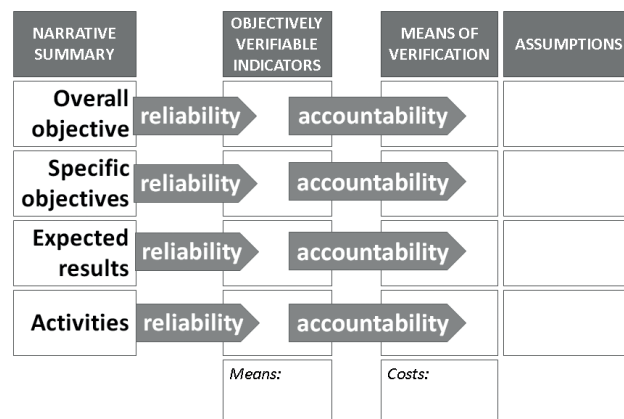 NARRATIVE
SUMMARY
OBJECTIVELY
VERIFIABLE
INDICATORS
MEANS OF
VERIFICATION
ASSUMPTIONS
Overall
objective
reliability
accountability
Specific
objectives
reliability
accountability
Expected
results
reliability
accountability
Activities
reliability
accountability
Means:
Costs: